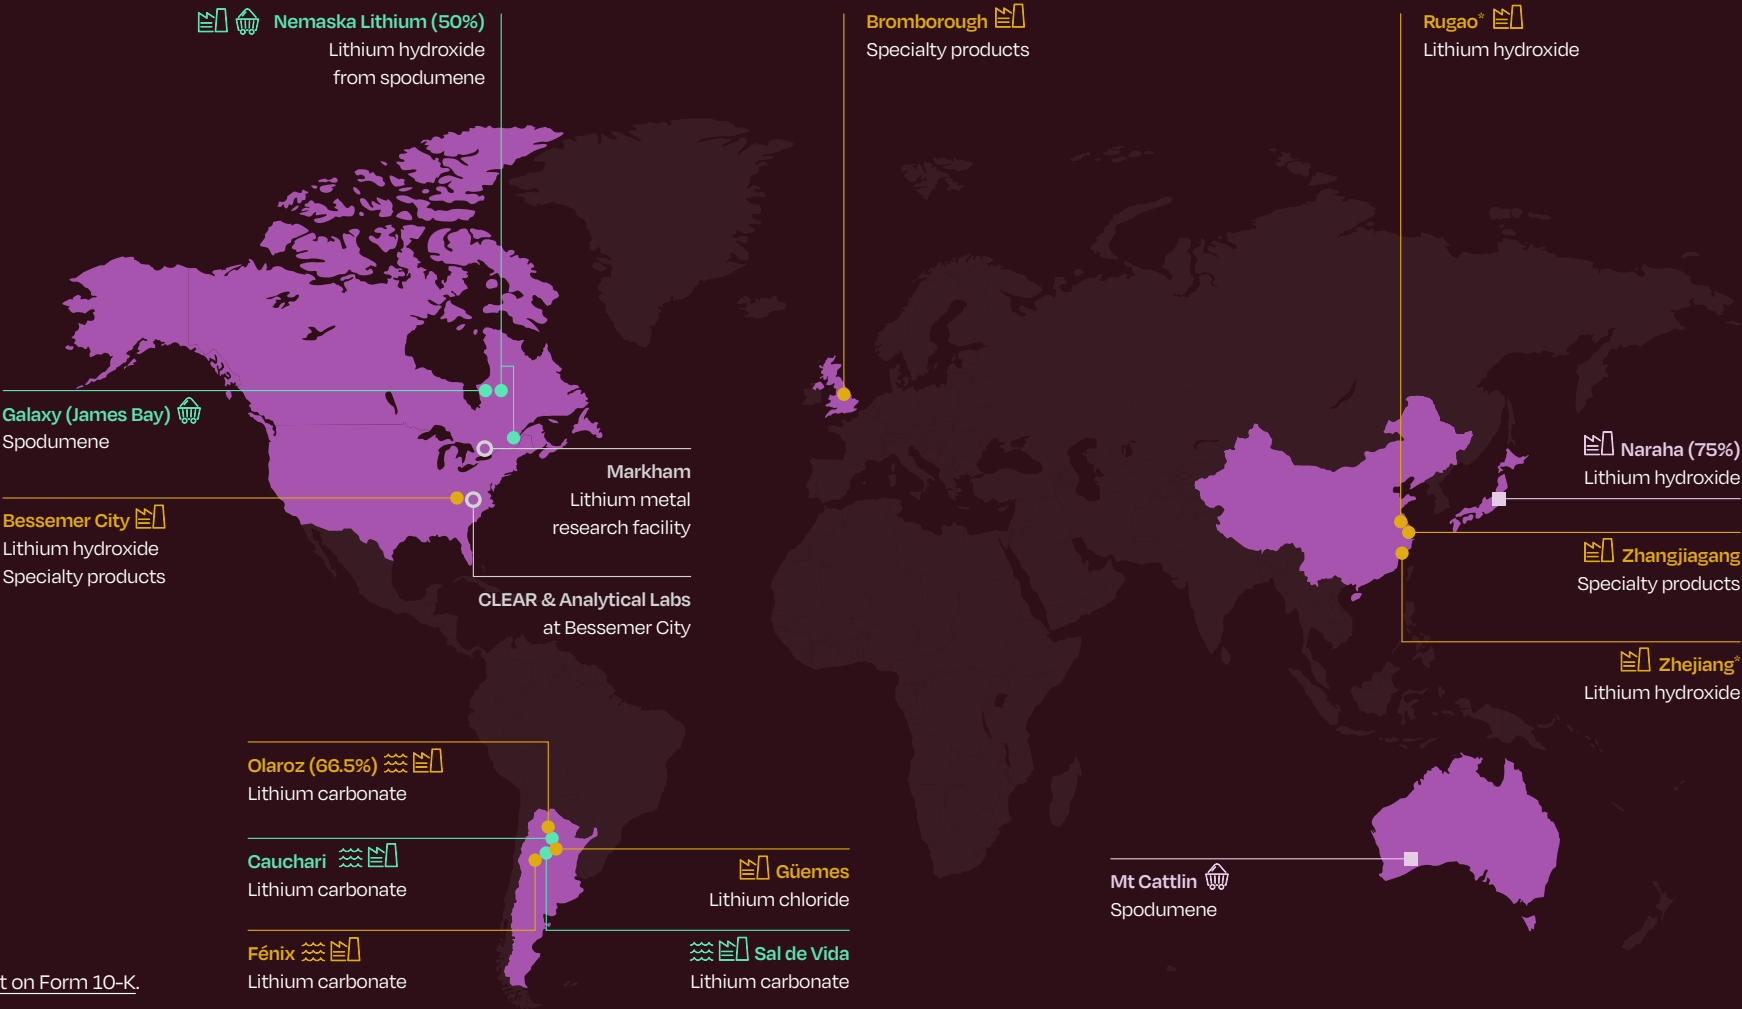 Nemaska Lithium (50%)
Lithium hydroxide
from spodumene
Bromborough
Specialty products
Rugao*
Lithium hydroxide
Galaxy (James Bay)
Spodumene
Markham
Lithium metal
research facility
Naraha (75%)
Lithium hydroxide
Bessemer City
Lithium hydroxide
Specialty products
CLEAR & Analytical Labs
at Bessemer City
Zhangjiagang
Specialty products
Zhejiang*
Lithium hydroxide
Olaroz (66.5%)
Lithium carbonate
Cauchari
Lithium carbonate
Güemes
Lithium chloride
Mt Cattlin
Spodumene
Fénix
Lithium carbonate
Sal de Vida
Lithium carbonate
t on Form 10-K.